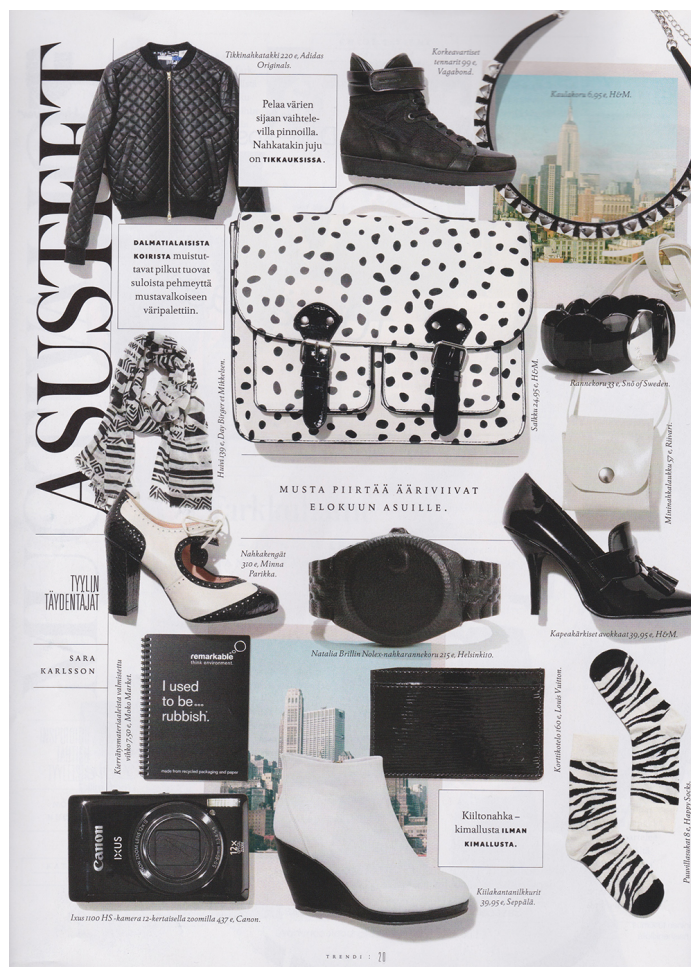 ASUSTEET
Tikkinahkatakki 220 e, Adidas
Originals.
Pelaa värien
sijaan vaihtele-
villa pinnoilla.
Nahkatakin juju
on TIKKAUKSISSA.
Korkeavartiset
tennarit 99 e,
Vagabond.
Kaulakoru 6,95 e, H&M.
DALMATIALAISISTA
KOIRISTA muistut-
tavat pilkut tuovat
suloista pehmeyttä
mustavalkoiseen
väripalettiin.
Huivi 139 e, Day Birger et Mikkelsen.
Salkku 24,95 e, H&M.
Rannekoru 33 e, Snö of Sweden.
Mininahkalaukku 57 e, Riivari.
MUSTA PIIRTÄÄ ÄÄRIVIIVAT
ELOKUUN ASUILLE.
TYYLIN
TÄYDENTAJAT
SARA
KARLSSON
Nahkakengät
310 e, Minna
Parikka.
Natalia Brilli Nolex-nahkarannekoru 215 e, Helsinki10.
Kapeakärkiset avokkaat 39,95 e, H&M.
Kierrätysmateriaaleista valmistettu
vihko 7,50 e, Moko Market.
remarkable
think environment.
I used
to be...
rubbish.
made from recycled packaging and paper
Korttikotelo 160 e, Louis Vuitton.
Puuvillasukat 8 e, Happy Socks.
Kiiltonahka –
kimallusta ILMAN
KIMALLUSTA.
Canon
IXUS
12x
Kiilakantanilkkurit
39,95 e, Seppälä.
Ixus 1100 HS -kamera 12-kertaisella zoomilla 437 e, Canon.
TRENDI : 20